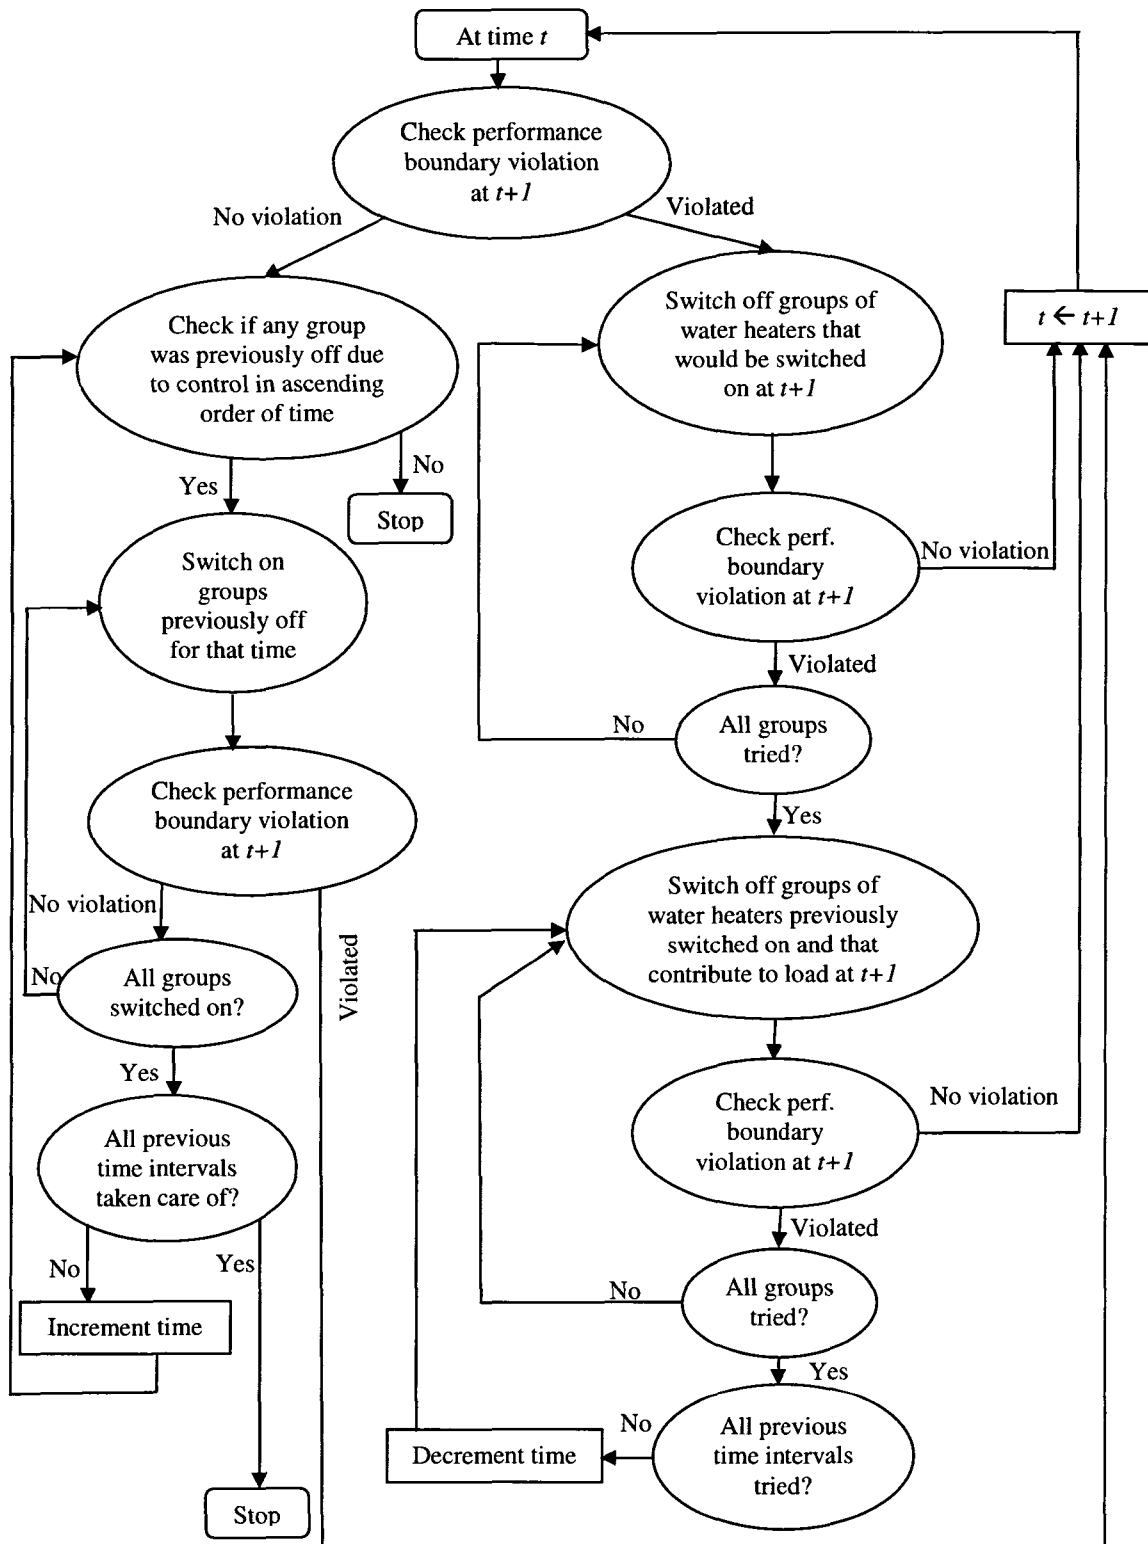 At time t
Check performance
boundary violation
at t+1
No violation
Violated
Check if any group
was previously off due
to control in ascending
order of time
Switch off groups of
water heaters that
would be switched
on at t+1
t ← t+1
No
Yes
Stop
Switch on
groups
previously off
for that time
Check perf.
boundary
violation at t+1
No violation
Violated
No
All groups
tried?
Yes
Check performance
boundary violation
at t+1
No violation
Violated
No
All groups
switched on?
Yes
Switch off groups of
water heaters previously
switched on and that
contribute to load at t+1
Check perf.
boundary
violation at t+1
No violation
Violated
All previous
time intervals
taken care of?
No
Yes
Increment time
Stop
No
All groups
tried?
Yes
No
Decrement time
All previous
time intervals
tried?